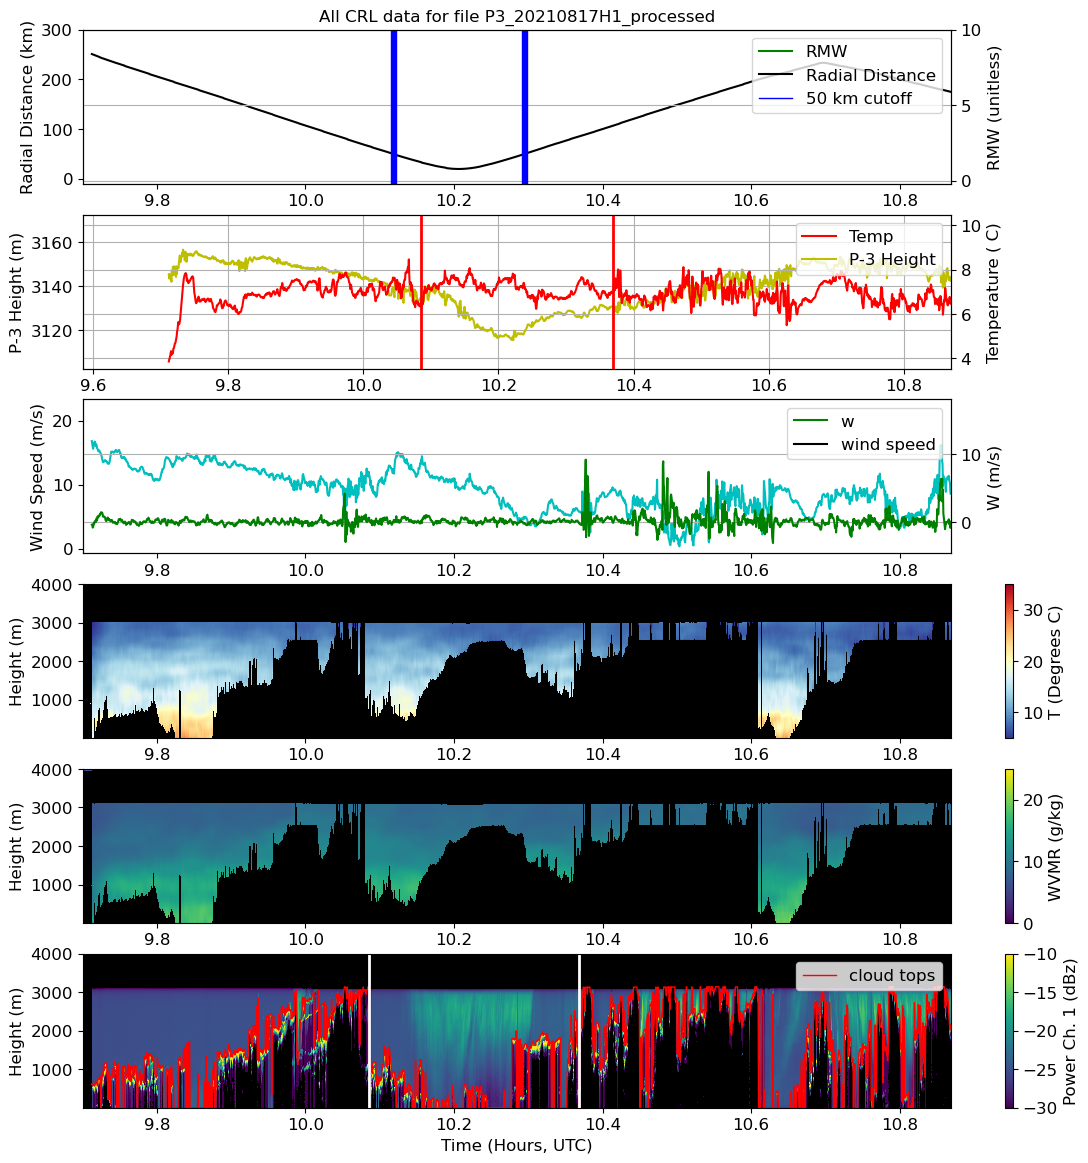 All CRL data for file P3_20210817H1_processed
Radial Distance (km)
300
200
100
0
RMW
Radial Distance
50 km cutoff
10
5
0
RMW (unitless)
9.8 10.0 10.2 10.4 10.6 10.8
P-3 Height (m)
3160
3140
3120
Temp
P-3 Height
10
8
6
4
Temperature ( C)
9.6 9.8 10.0 10.2 10.4 10.6 10.8
Wind Speed (m/s)
20
10
0
w
wind speed
10
0
W (m/s)
9.8 10.0 10.2 10.4 10.6 10.8
Height (m)
4000
3000
2000
1000
30
20
10
T (Degrees C)
9.8 10.0 10.2 10.4 10.6 10.8
Height (m)
4000
3000
2000
1000
20
10
0
WVMR (g/kg)
9.8 10.0 10.2 10.4 10.6 10.8
Height (m)
4000
3000
2000
1000
cloud tops
−10
−15
−20
−25
−30
Power Ch. 1 (dBz)
9.8 10.0 10.2 10.4 10.6 10.8
Time (Hours, UTC)